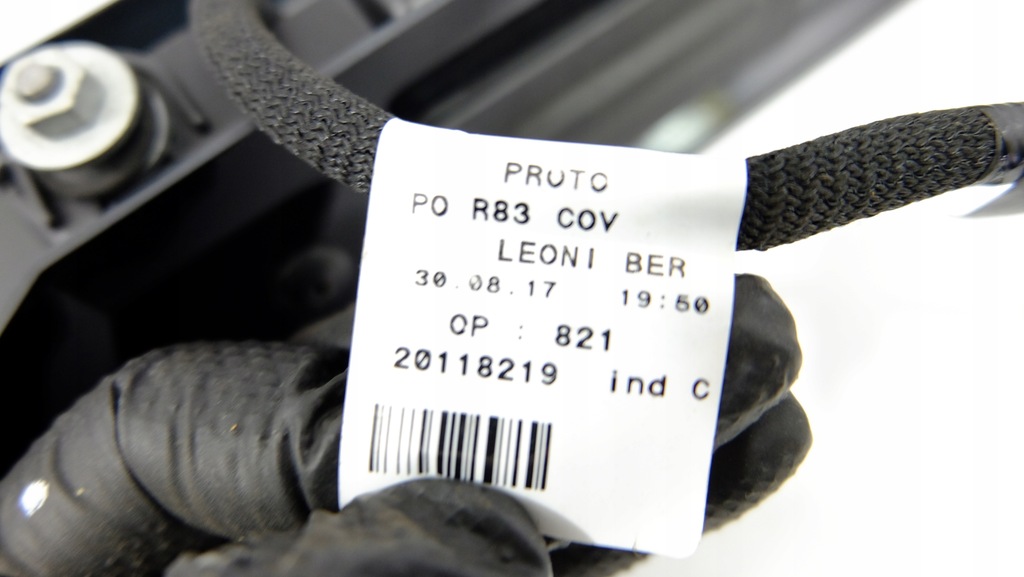 PROTO
PO R83 COV
LEONI BER
30.08.17 19:50
OP : 821
20118219 ind C